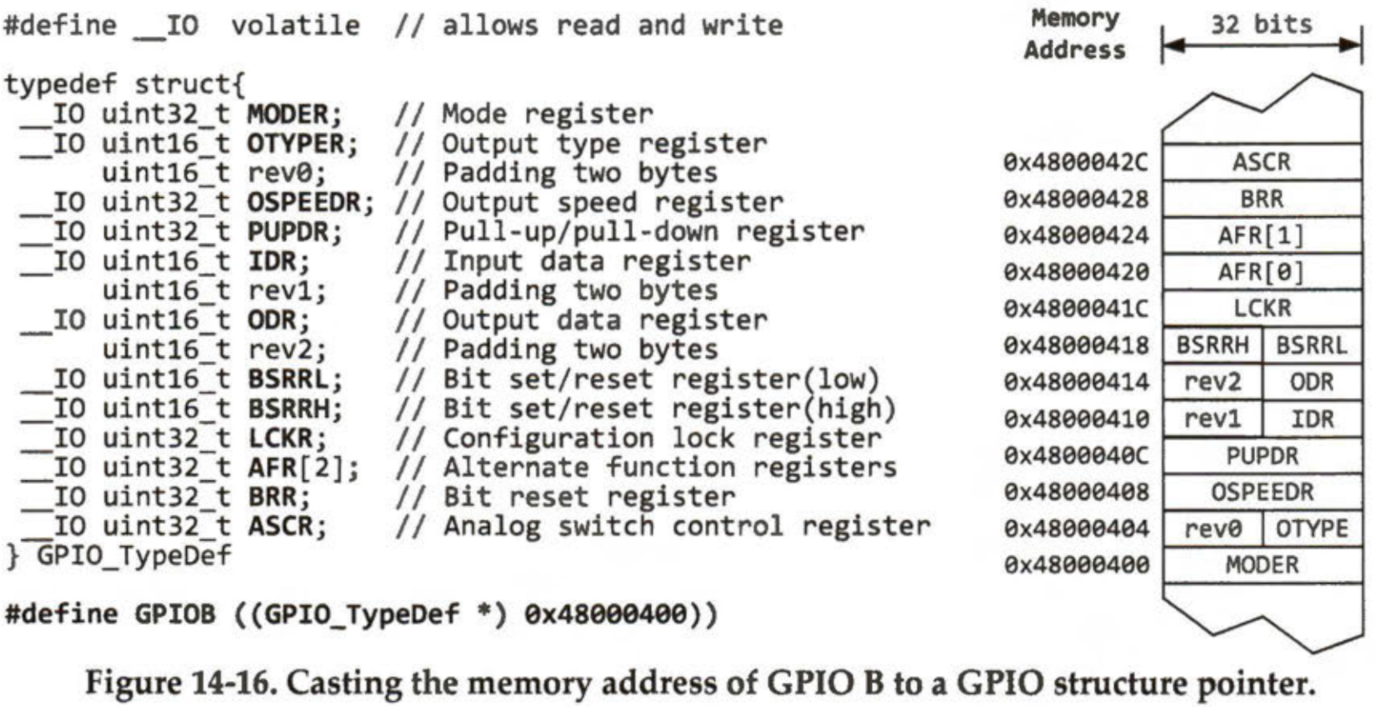 #define __IO volatile // allows read and write
typedef struct{
__IO uint32_t MODER; // Mode register
__IO uint16_t OTYPER; // Output type register
uint16_t rev0; // Padding two bytes
__IO uint32_t OSPEEDR; // Output speed register
__IO uint32_t PUPDR; // Pull-up/pull-down register
__IO uint16_t IDR; // Input data register
uint16_t rev1; // Padding two bytes
__IO uint16_t ODR; // Output data register
uint16_t rev2; // Padding two bytes
__IO uint16_t BSRRL; // Bit set/reset register(low)
__IO uint16_t BSRRH; // Bit set/reset register(high)
__IO uint32_t LCKR; // Configuration lock register
__IO uint32_t AFR[2]; // Alternate function registers
__IO uint32_t BRR; // Bit reset register
__IO uint32_t ASCR; // Analog switch control register
} GPIO_TypeDef
#define GPIOB ((GPIO_TypeDef *) 0x48000400))
Memory
Address
32 bits
0x4800042C ASCR
0x48000428 BRR
0x48000424 AFR[1]
0x48000420 AFR[0]
0x4800041C LCKR
0x48000418 BSRRH BSRRL
0x48000414 rev2 ODR
0x48000410 rev1 IDR
0x4800040C PUPDR
0x48000408 OSPEEDR
0x48000404 rev0 OTYPE
0x48000400 MODER
Figure 14-16. Casting the memory address of GPIO B to a GPIO structure pointer.